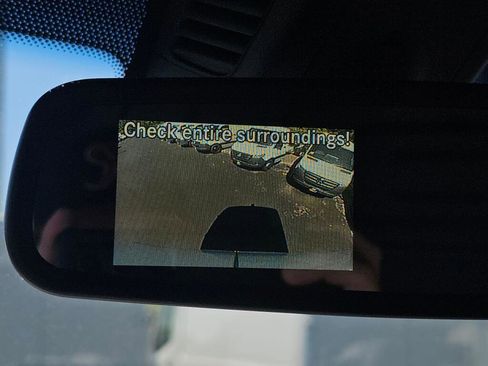 Check entire surroundings!